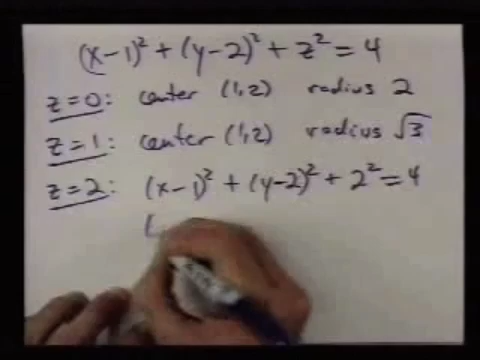 (x-1)² + (y-2)² + z² = 4
z=0: center (1,2) radius 2
z=1: center (1,2) radius √3
z=2: (x-1)² + (y-2)² + 2² = 4
(